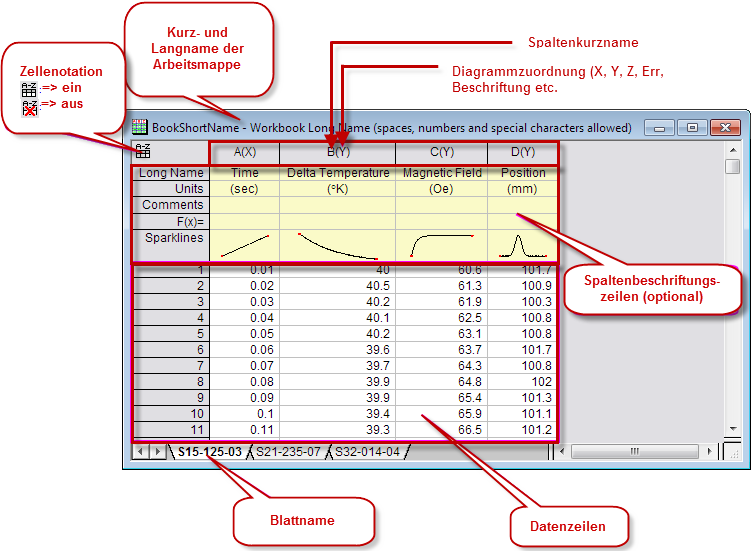 Kurz- und
Langname der
Arbeitsmappe
Spaltenkurzname
Diagrammzuordnung (X, Y, Z, Err,
Beschriftung etc.
Zellenotation
:=> ein
:=> aus
BookShortName - Workbook Long Name (spaces, numbers and special characters allowed)
A(X) B(Y) C(Y) D(Y)
Long Name Time Delta Temperature Magnetic Field Position
Units (sec) (°K) (Oe) (mm)
Comments
F(x)=
Sparklines
1 0.01 40 60.6 101.7
2 0.02 40.5 61.3 100.9
3 0.03 40.2 61.9 100.3
4 0.04 40.1 62.5 100.8
5 0.05 40.2 63.1 100.8
6 0.06 39.6 63.7 101.7
7 0.07 39.7 64.3 100.8
8 0.08 39.9 64.8 102
9 0.09 39.9 65.4 101.3
10 0.1 39.4 65.9 101.1
11 0.11 39.3 66.5 101.2
Spaltenbeschriftungs-
zeilen (optional)
S15-125-03 S21-235-07 S32-014-04
Blattname
Datenzeilen